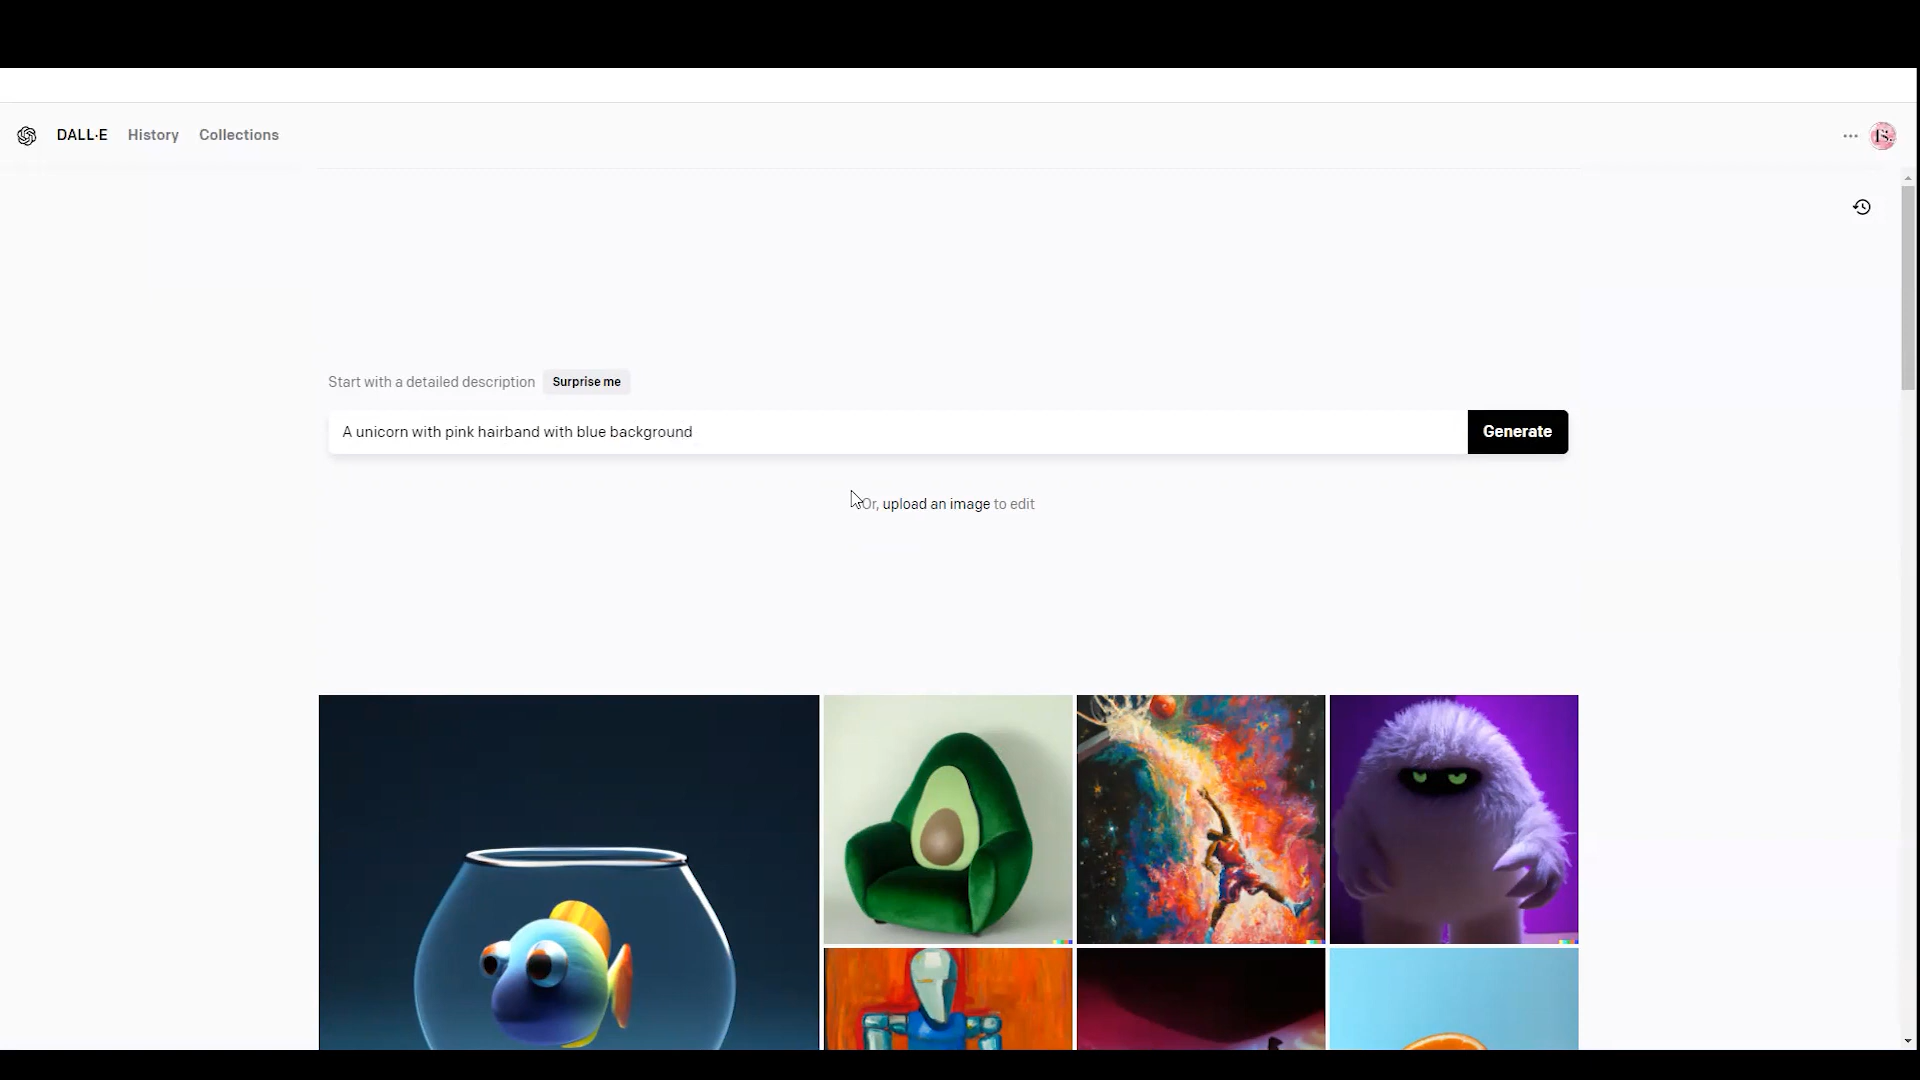 DALL·E History Collections ···
Start with a detailed description Surprise me
A unicorn with pink hairband with blue background Generate
Or, upload an image to edit